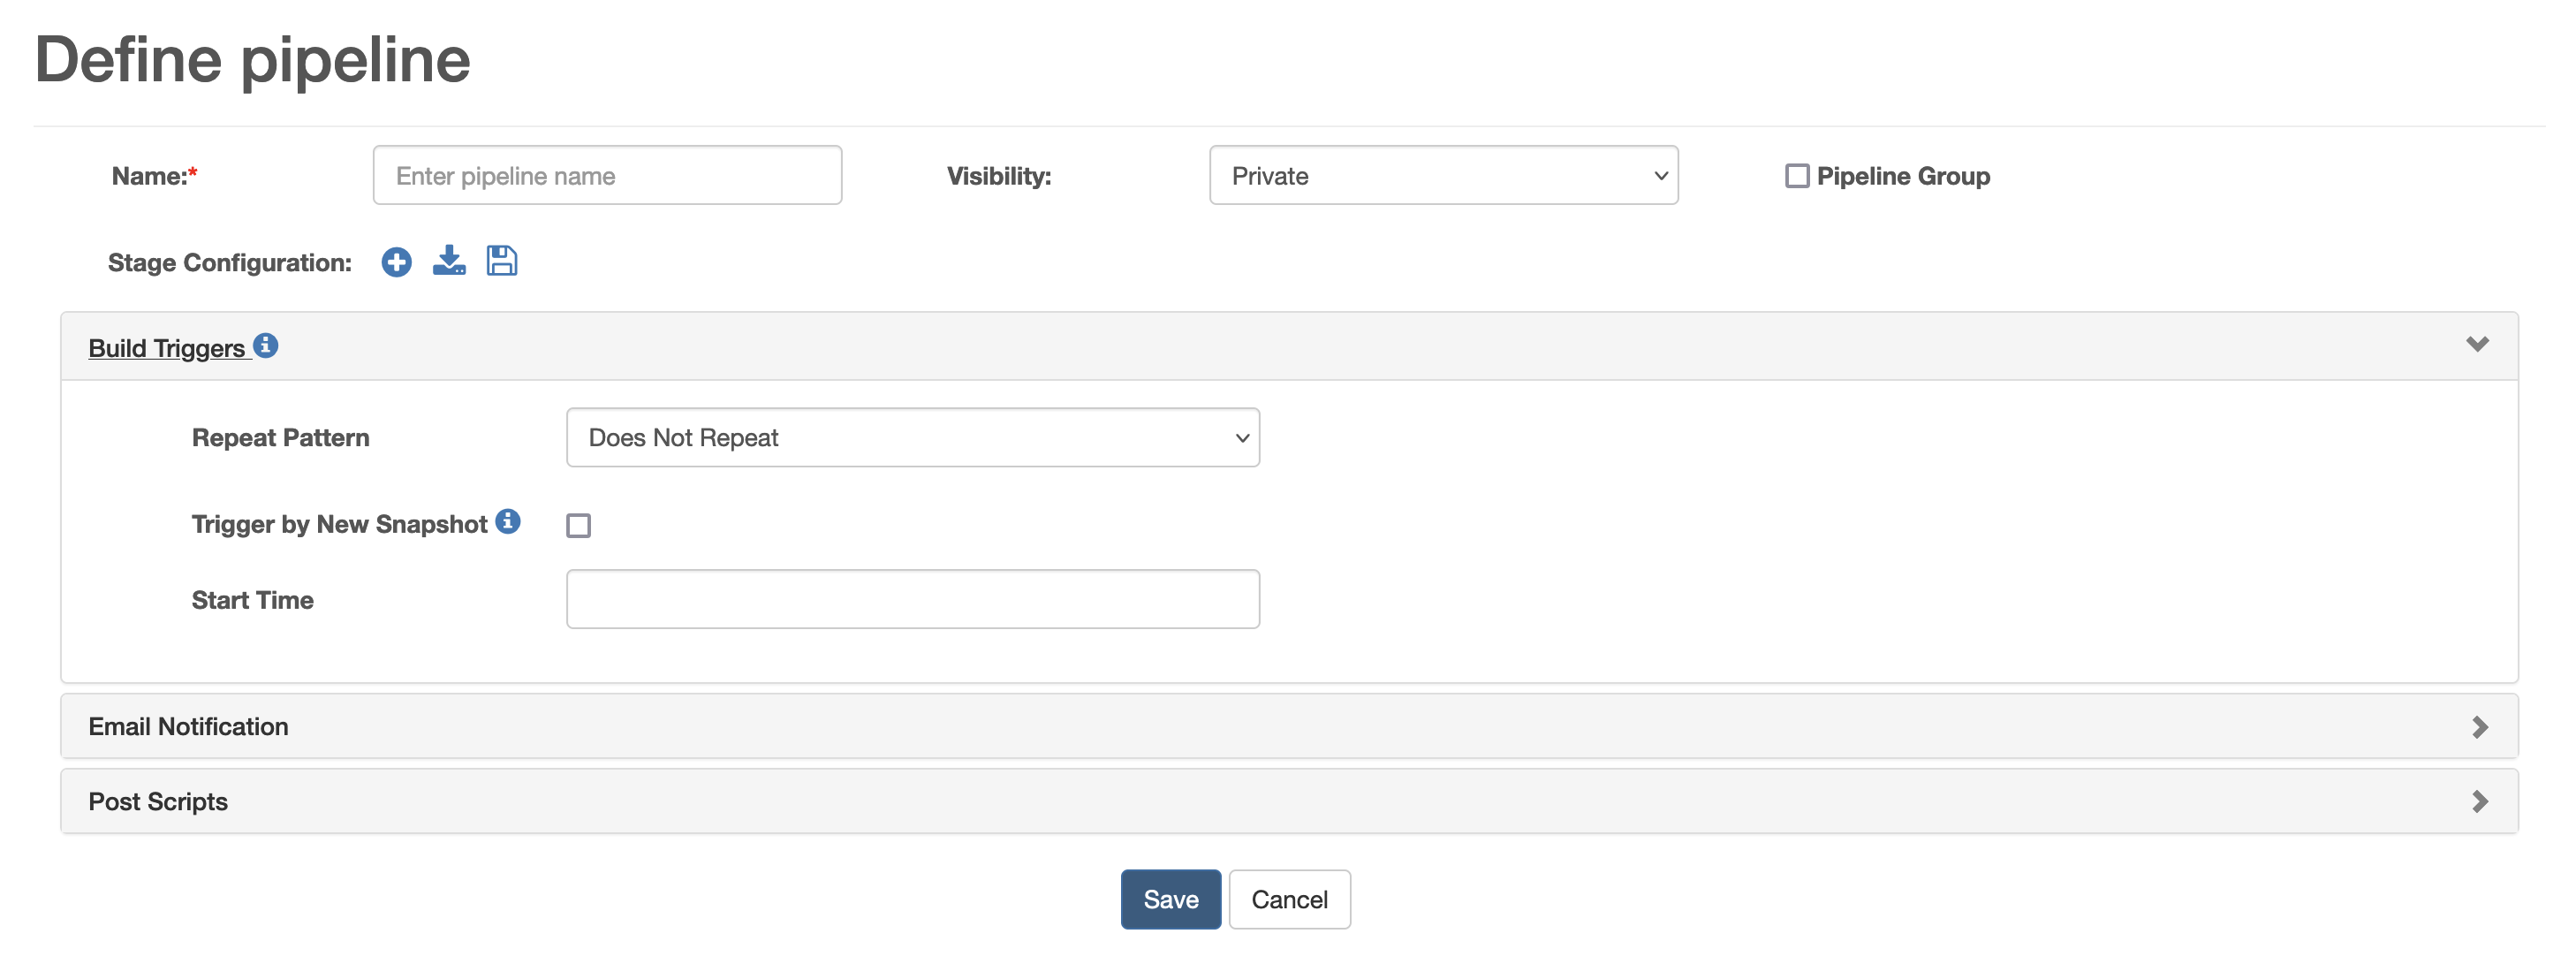 Define pipeline
Name:* Enter pipeline name Visibility: Private Pipeline Group
Stage Configuration:
Build Triggers
Repeat Pattern Does Not Repeat
Trigger by New Snapshot
Start Time
Email Notification
Post Scripts
Save Cancel